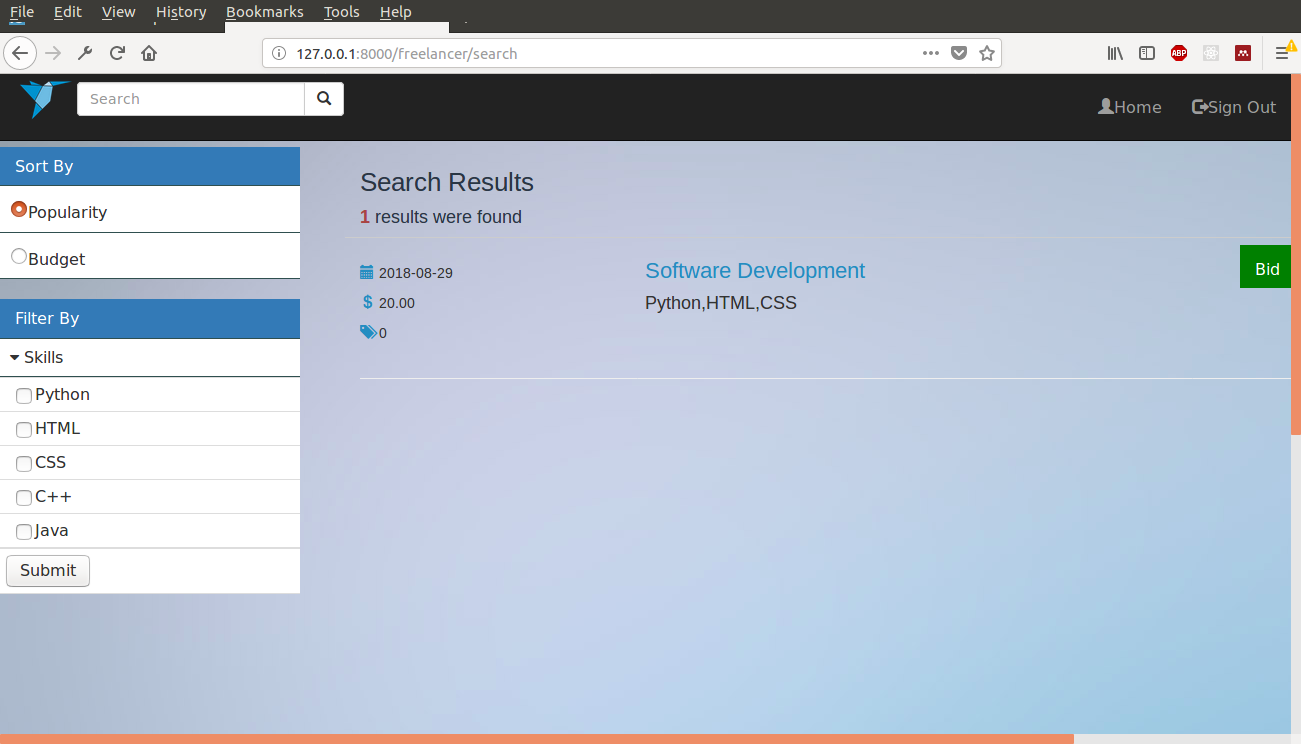 File Edit View History Bookmarks Tools Help
127.0.0.1:8000/freelancer/search
ABP
Search
Home
Sign Out
Sort By
Popularity
Budget
Filter By
Skills
Python
HTML
CSS
C++
Java
Submit
Search Results
1 results were found
2018-08-29
$ 20.00
0
Software Development
Python,HTML,CSS
Bid